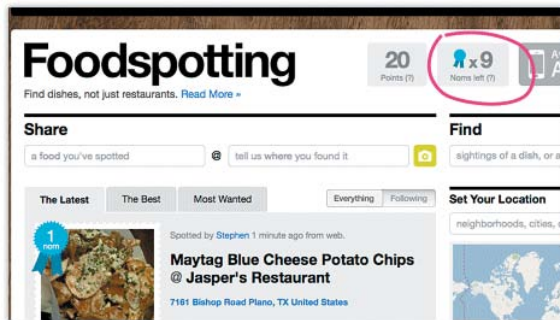 Foodspotting
20
Points (?)
x 9
Noms left (?)
Find dishes, not just restaurants. Read More »
Share
a food you've spotted @ tell us where you found it
Find
sightings of a dish, or a
The Latest The Best Most Wanted Everything Following
Set Your Location
neighborhoods, cities,
1
nom
Spotted by Stephen 1 minute ago from web.
Maytag Blue Cheese Potato Chips
@ Jasper's Restaurant
7161 Bishop Road Plano, TX United States